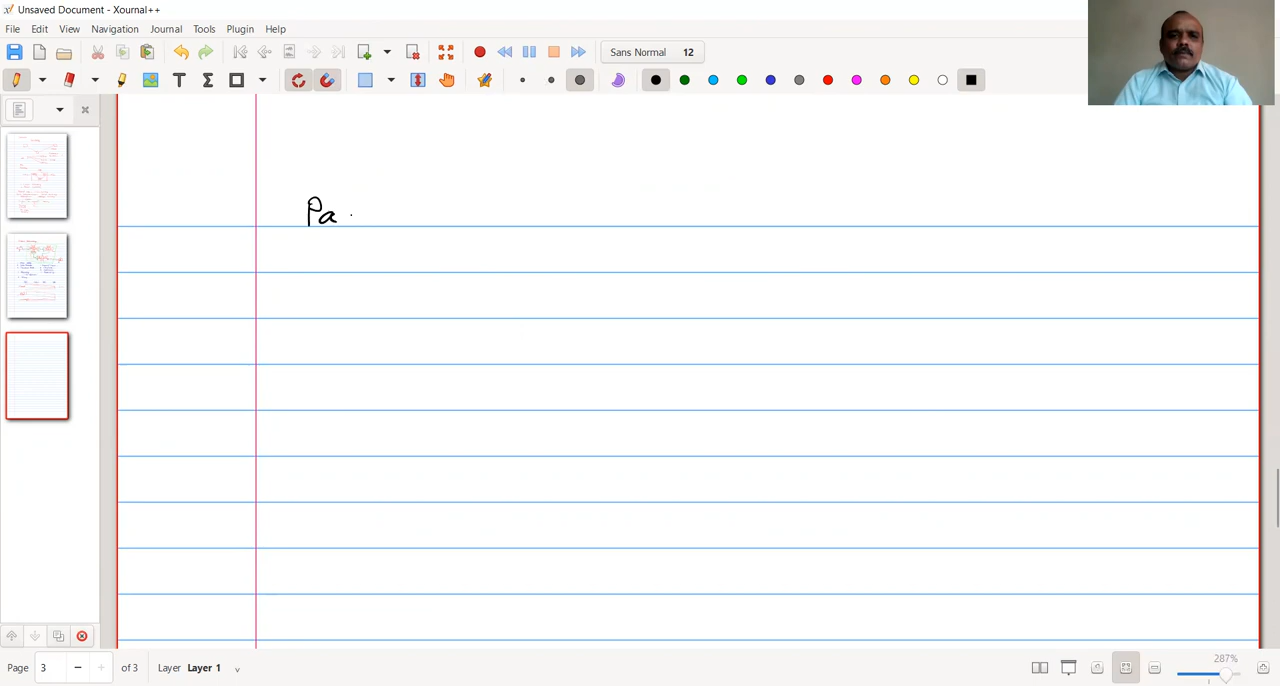 Unsaved Document - Xournal++
File Edit View Navigation Journal Tools Plugin Help
Sans Normal 12
Pa
Page 3 of 3 Layer Layer 1 287%